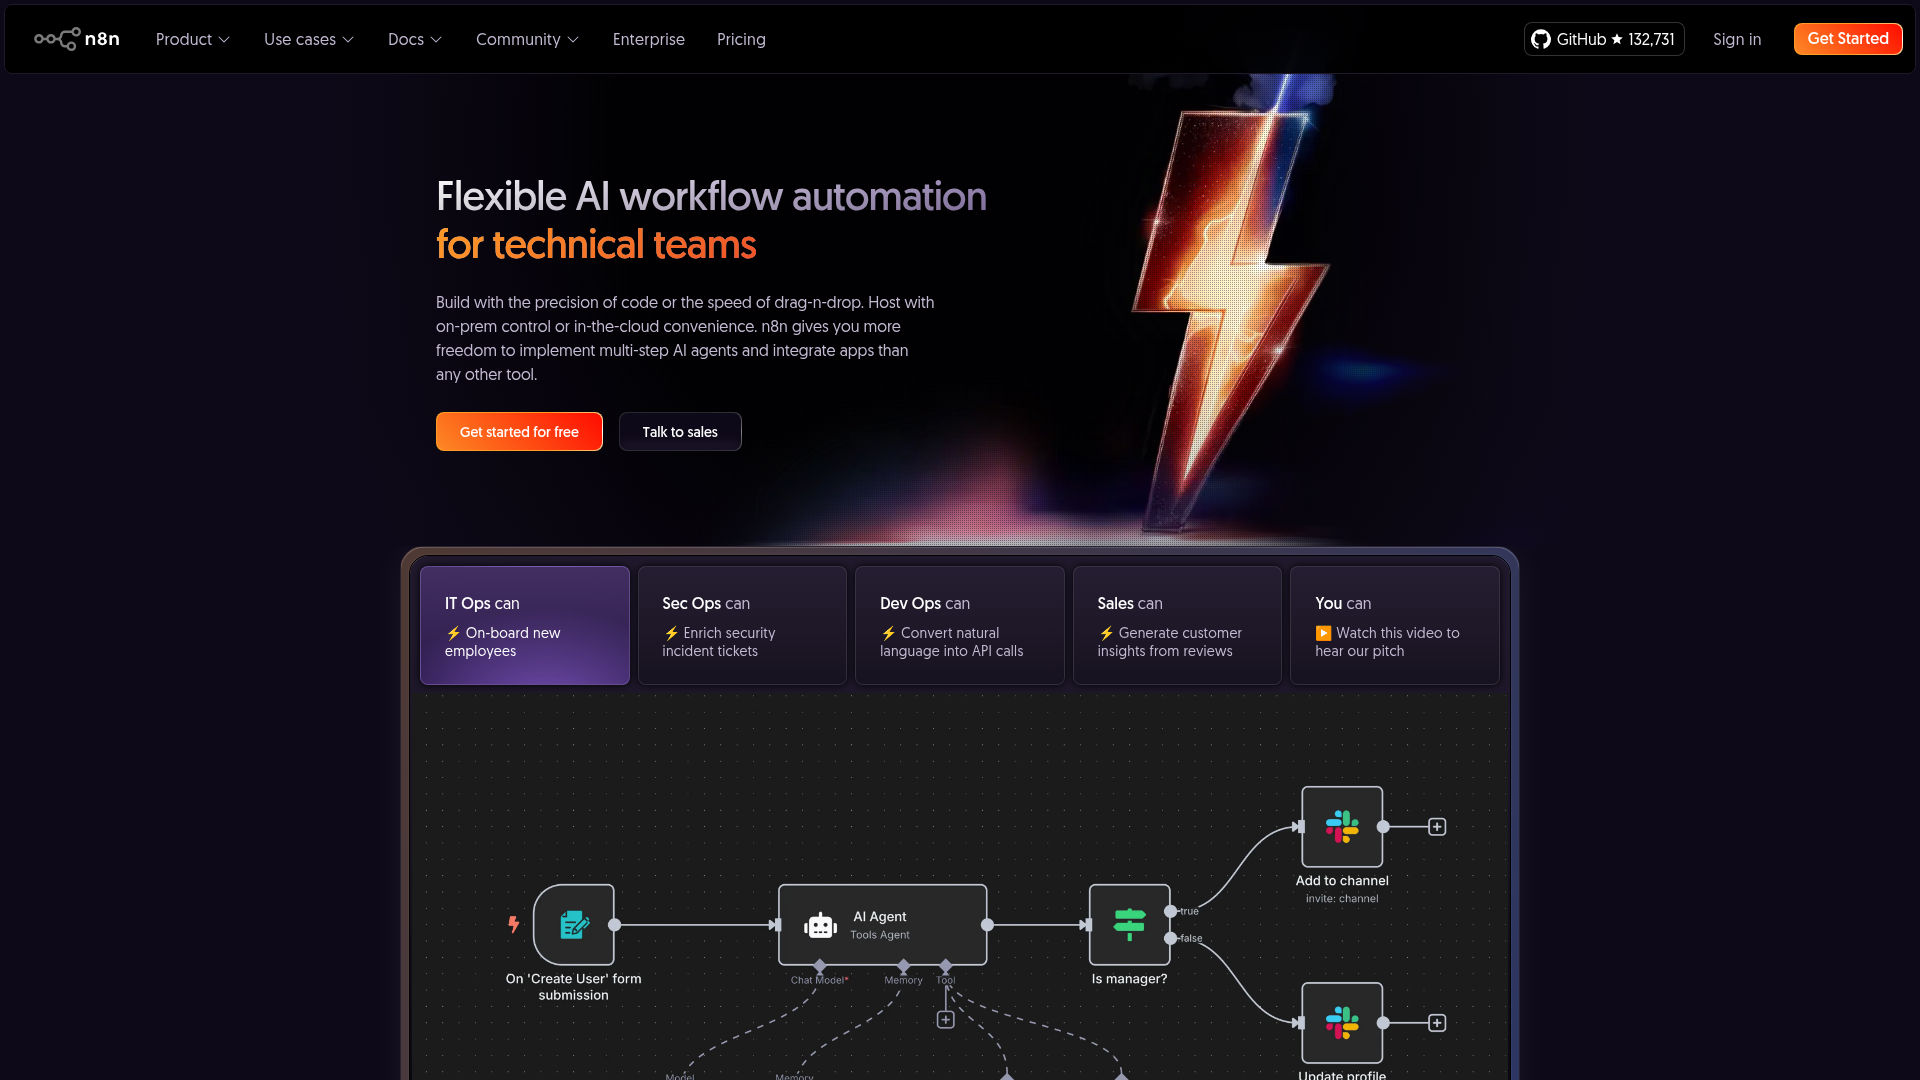 n8n
Product
Use cases
Docs
Community
Enterprise
Pricing
GitHub ★ 132,731
Sign in
Get Started
Flexible AI workflow automation
for technical teams
Build with the precision of code or the speed of drag-n-drop. Host with
on-prem control or in-the-cloud convenience. n8n gives you more
freedom to implement multi-step AI agents and integrate apps than
any other tool.
Get started for free
Talk to sales
IT Ops can
⚡ On-board new
employees
Sec Ops can
⚡ Enrich security
incident tickets
Dev Ops can
⚡ Convert natural
language into API calls
Sales can
⚡ Generate customer
insights from reviews
You can
▶️ Watch this video to
hear our pitch
On 'Create User' form
submission
AI Agent
Tools Agent
Chat Model*
Memory
Tool
Is manager?
true
false
Add to channel
invite: channel
Model
Memory
Update profile